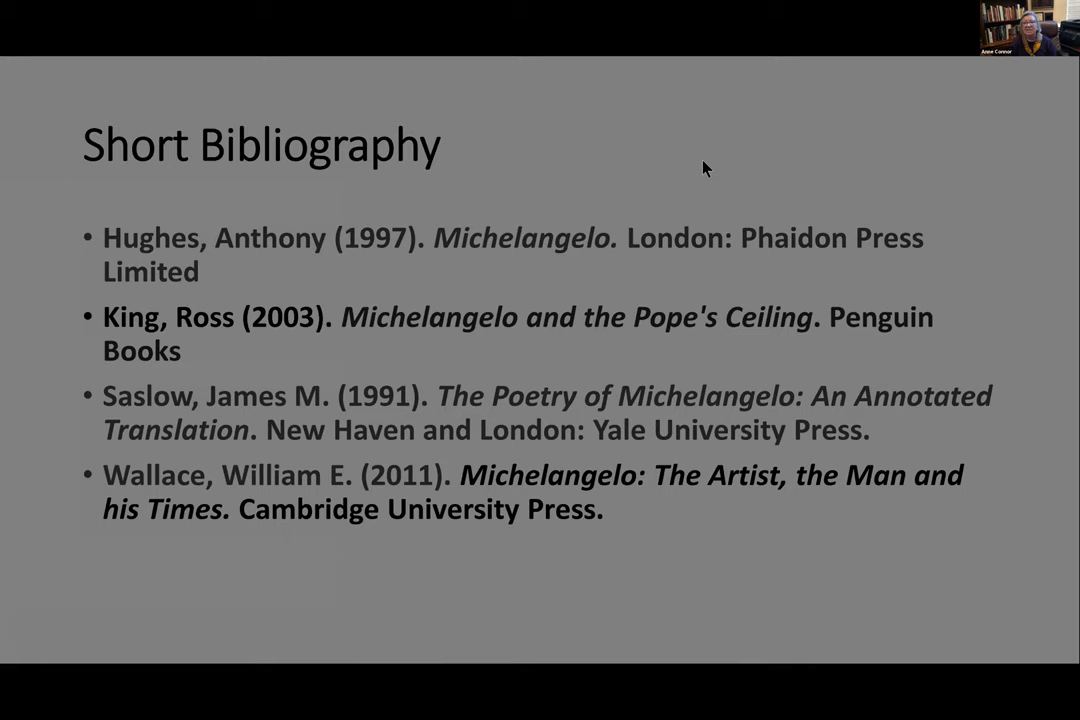 Anne Connor
Short Bibliography
• Hughes, Anthony (1997). Michelangelo. London: Phaidon Press
Limited
• King, Ross (2003). Michelangelo and the Pope's Ceiling. Penguin
Books
• Saslow, James M. (1991). The Poetry of Michelangelo: An Annotated
Translation. New Haven and London: Yale University Press.
• Wallace, William E. (2011). Michelangelo: The Artist, the Man and
his Times. Cambridge University Press.